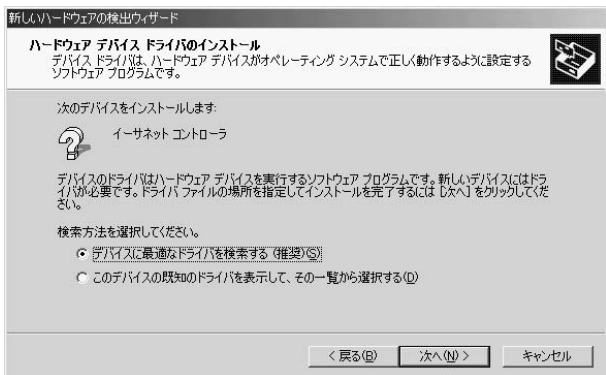 新しいハードウェアの検出ウィザード
ハードウェア デバイス ドライバのインストール
デバイス ドライバは、ハードウェア デバイスがオペレーティング システムで正しく動作するように設定する
ソフトウェア プログラムです。
次のデバイスをインストールします:
イーサネット コントローラ
デバイスのドライバはハードウェア デバイスを実行するソフトウェア プログラムです。新しいデバイスにはドラ
イバが必要です。ドライバ ファイルの場所を指定してインストールを完了するには [次へ] をクリックしてくだ
さい。
検索方法を選択してください。
デバイスに最適なドライバを検索する (推奨)(S)
このデバイスの既知のドライバを表示して、その一覧から選択する(D)
< 戻る(B)
次へ(N) >
キャンセル